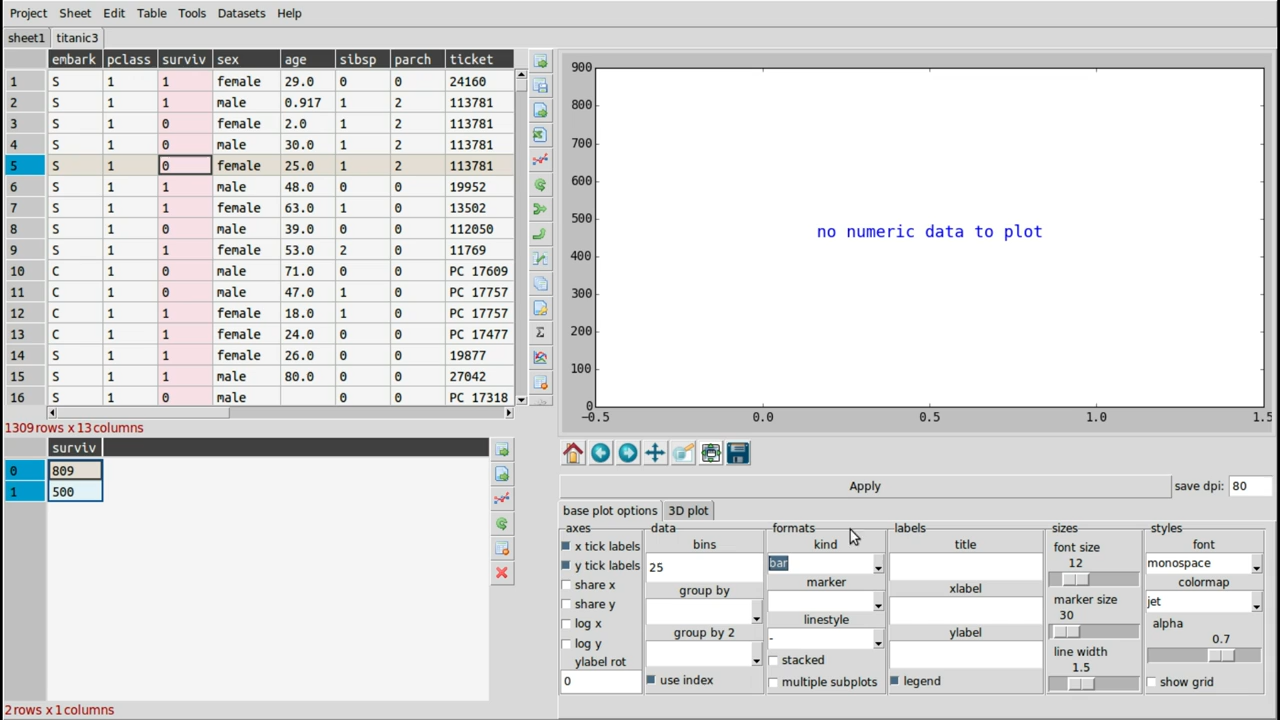 Project Sheet Edit Table Tools Datasets Help
sheet1 titanic3
embark pclass surviv sex age sibsp parch ticket
1 S 1 1 female 29.0 0 0 24160
2 S 1 1 male 0.917 1 2 113781
3 S 1 0 female 2.0 1 2 113781
4 S 1 0 male 30.0 1 2 113781
5 S 1 0 female 25.0 1 2 113781
6 S 1 1 male 48.0 0 0 19952
7 S 1 1 female 63.0 1 0 13502
8 S 1 0 male 39.0 0 0 112050
9 S 1 1 female 53.0 2 0 11769
10 C 1 0 male 71.0 0 0 PC 17609
11 C 1 0 male 47.0 1 0 PC 17757
12 C 1 1 female 18.0 1 0 PC 17757
13 C 1 1 female 24.0 0 0 PC 17477
14 S 1 1 female 26.0 0 0 19877
15 S 1 1 male 80.0 0 0 27042
16 S 1 0 male 0 0 PC 17318
1309 rows x 13 columns
surviv
0 809
1 500
2 rows x 1 columns
900
800
700
600
500
400
300
200
100
0
no numeric data to plot
−0.5 0.0 0.5 1.0 1.5
Apply save dpi: 80
base plot options 3D plot
axes
x tick labels
y tick labels
share x
share y
log x
log y
ylabel rot
0
data
bins
25
group by
group by 2
use index
formats
kind
bar
marker
linestyle
-
stacked
multiple subplots
labels
title
xlabel
ylabel
legend
sizes
font size
12
marker size
30
line width
1.5
styles
font
monospace
colormap
jet
alpha
0.7
show grid